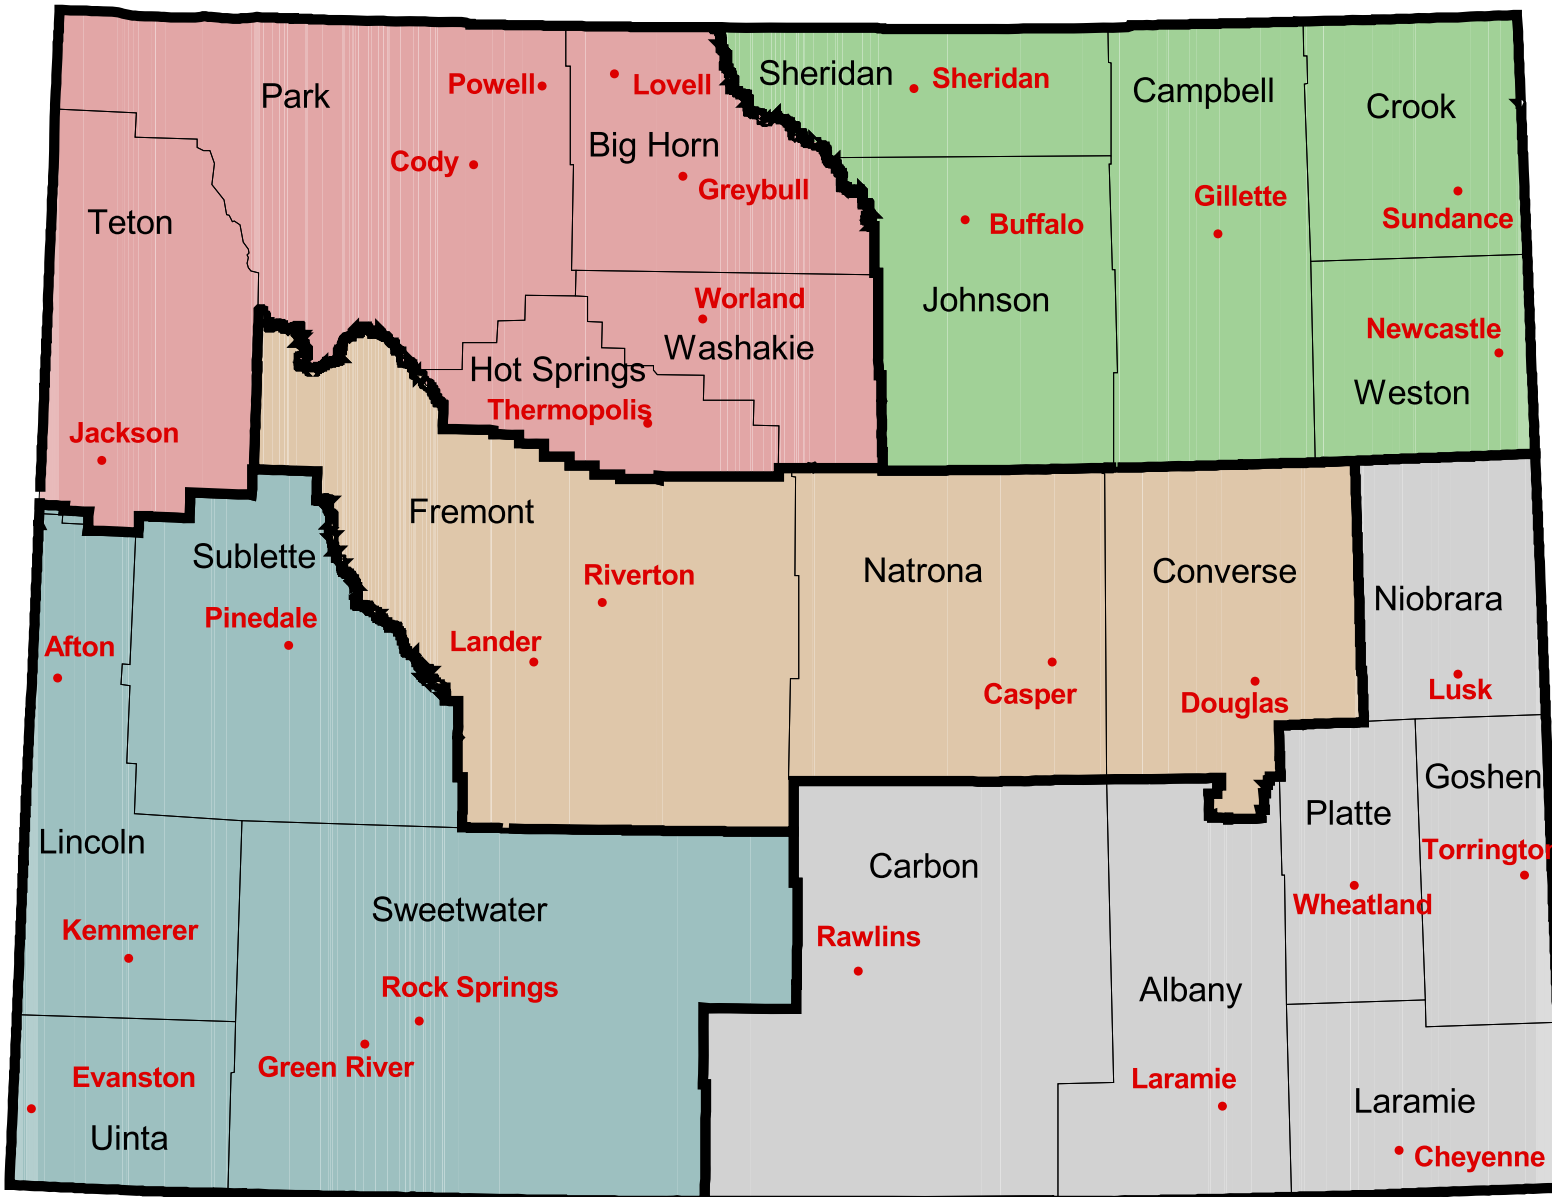 Park
Powell
Lovell
Sheridan
Sheridan
Campbell
Crook
Big Horn
Cody
Greybull
Gillette
Sundance
Teton
Buffalo
Johnson
Worland
Newcastle
Washakie
Hot Springs
Weston
Thermopolis
Jackson
Fremont
Sublette
Riverton
Natrona
Converse
Niobrara
Pinedale
Afton
Lander
Casper
Douglas
Lusk
Goshen
Platte
Lincoln
Torrington
Carbon
Wheatland
Sweetwater
Kemmerer
Rawlins
Rock Springs
Albany
Green River
Evanston
Laramie
Laramie
Uinta
Cheyenne